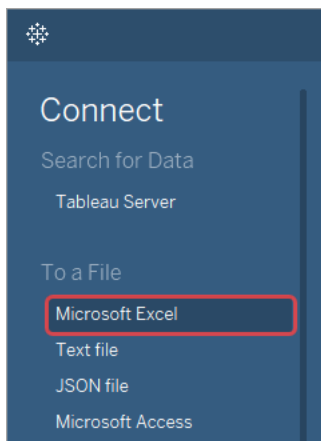 Connect
Search for Data
Tableau Server
To a File
Microsoft Excel
Text file
JSON file
Microsoft Access